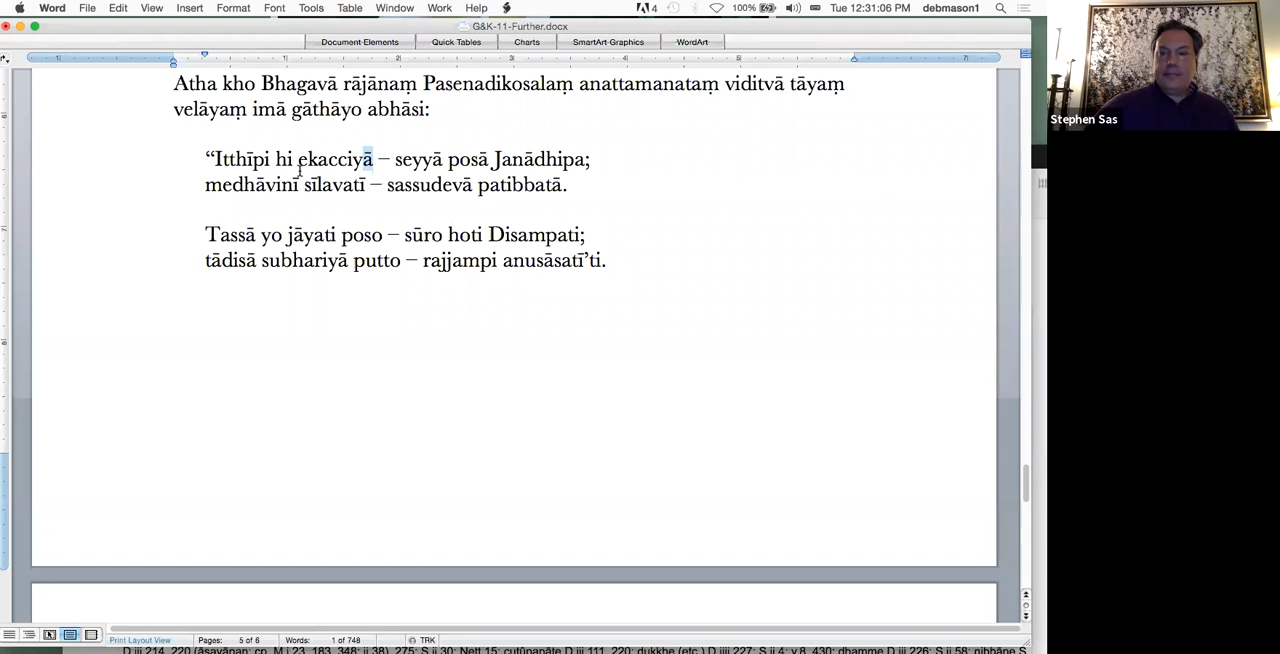 Word File Edit View Insert Format Font Tools Table Window Work Help 4 100% Tue 12:31:06 PM debmason1
G&K-11-Further.docx
Document Elements Quick Tables Charts SmartArt Graphics WordArt
Atha kho Bhagavā rājānaṃ Pasenadikosalaṃ anattamanataṃ viditvā tāyaṃ
velāyaṃ imā gāthāyo abhāsi:
“Itthīpi hi ekacciyā – seyyā posā Janādhipa;
medhāvinī sīlavatī – sassudevā patibbatā.
Tassā yo jāyati poso – sūro hoti Disampati;
tādisā subhariyā putto – rajjampi anusāsatī’ti.
Stephen Sas
Print Layout View Pages: 5 of 6 Words: 1 of 748 TRK